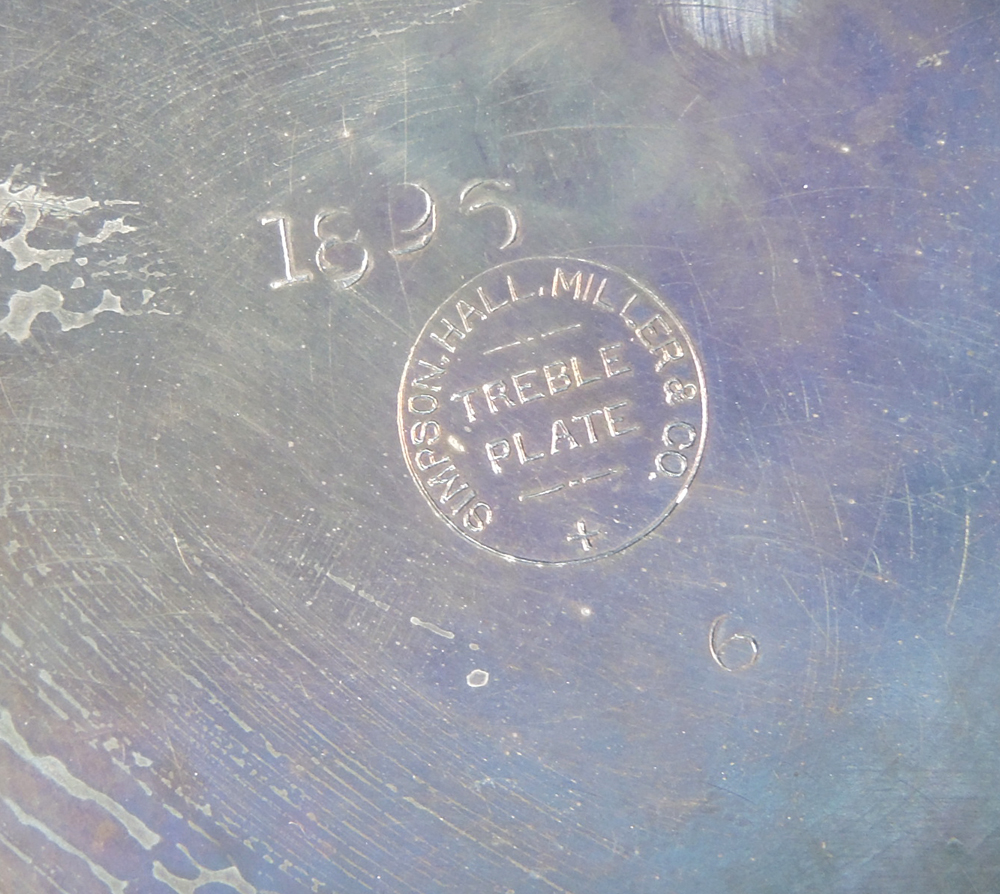 1895
SIMPSON, HALL, MILLER & CO.
TREBLE
PLATE
+
6